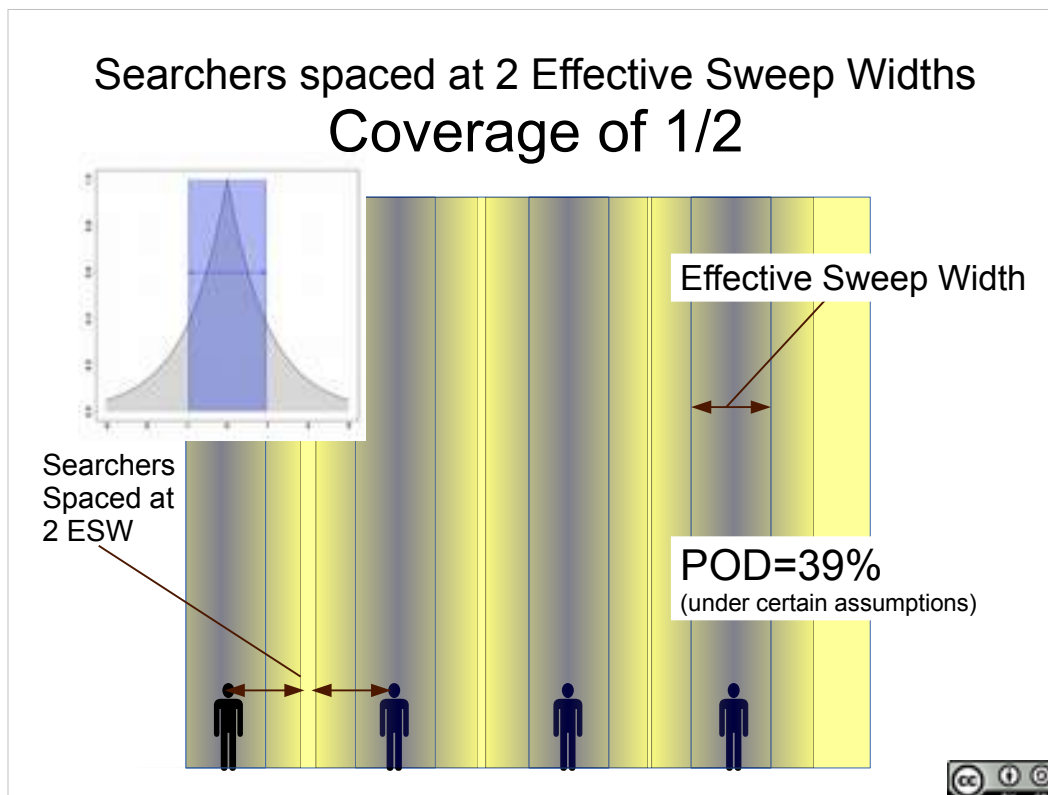 Searchers spaced at 2 Effective Sweep Widths
Coverage of 1/2
Effective Sweep Width
Searchers
Spaced at
2 ESW
POD=39%
(under certain assumptions)
cc